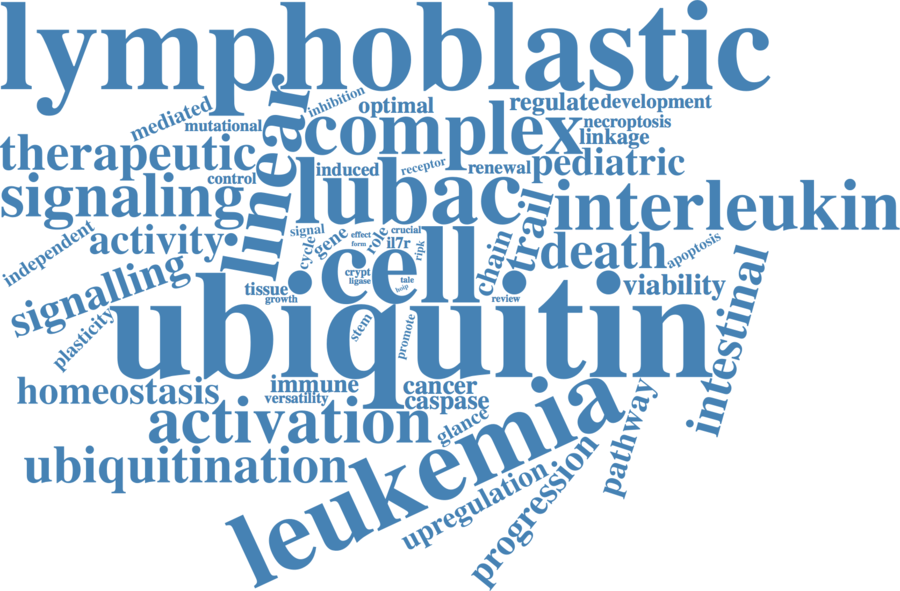 lymphoblastic
inhibition
optimal
regulate
development
mediated
mutational
linear
complex
necroptosis
linkage
therapeutic
induced
receptor
renewal
pediatric
control
signaling
lubac
trail
interleukin
independent
activity
signal
cycle
gene
effect
form
role
crucial
il7r
ripk
chain
death
apoptosis
cell
crypt
ligase
tale
hoip
signalling
tissue
growth
review
viability
intestinal
plasticity
ubiquitin
stem
promote
homeostasis
immune
versatility
cancer
caspase
activation
glance
pathway
ubiquitination
leukemia
upregulation
progression